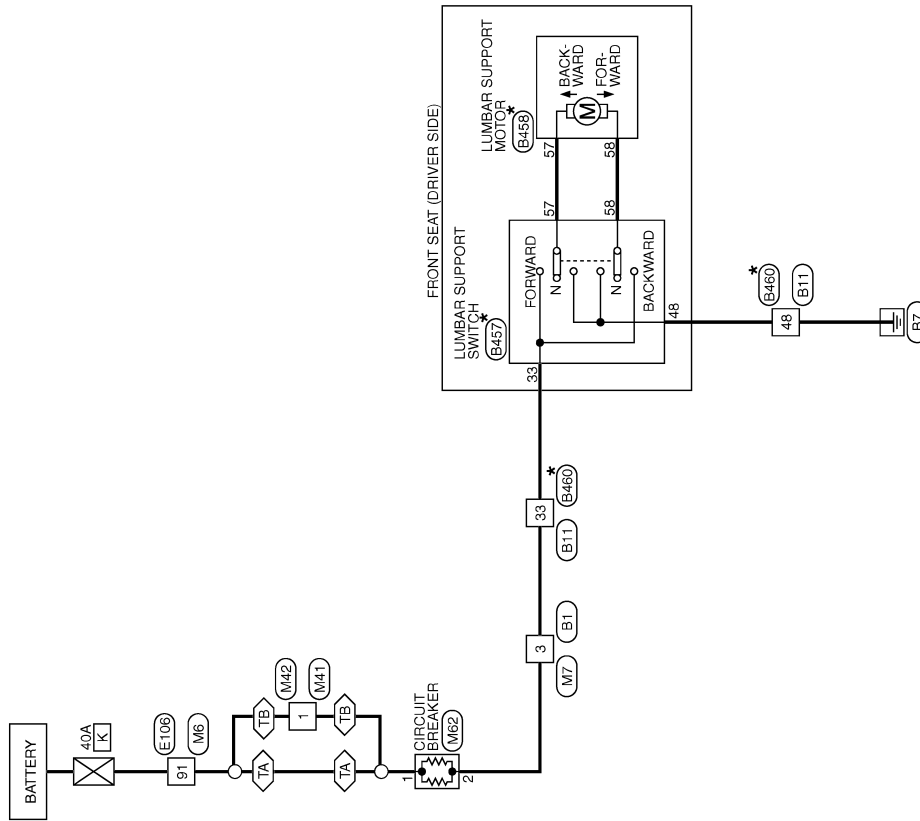 BATTERY
40A
K
E106
91
M6
M42
TB
TA
1
M41
TB
TA
CIRCUIT
BREAKER
M62
1
2
3
M7
B1
33
B11
*
B460
FRONT SEAT (DRIVER SIDE)
LUMBAR SUPPORT
SWITCH
*
B457
33
FORWARD
N
N
BACKWARD
48
57
58
LUMBAR SUPPORT
MOTOR
*
B458
57
58
M
BACK-
WARD
FOR-
WARD
48
*
B460
B11
B7